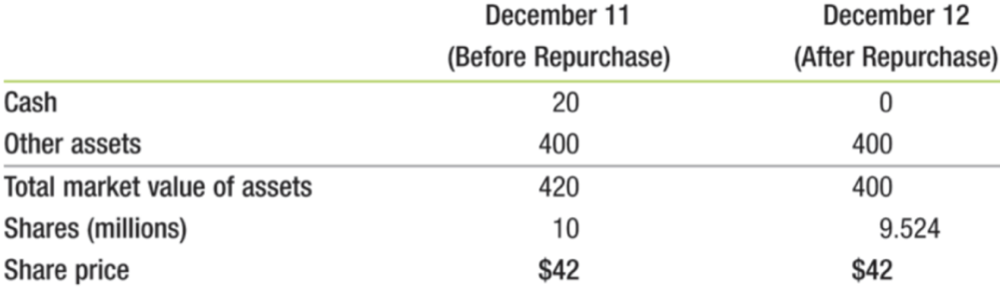 December 11 December 12
(Before Repurchase) (After Repurchase)
Cash 20 0
Other assets 400 400
Total market value of assets 420 400
Shares (millions) 10 9.524
Share price $42 $42